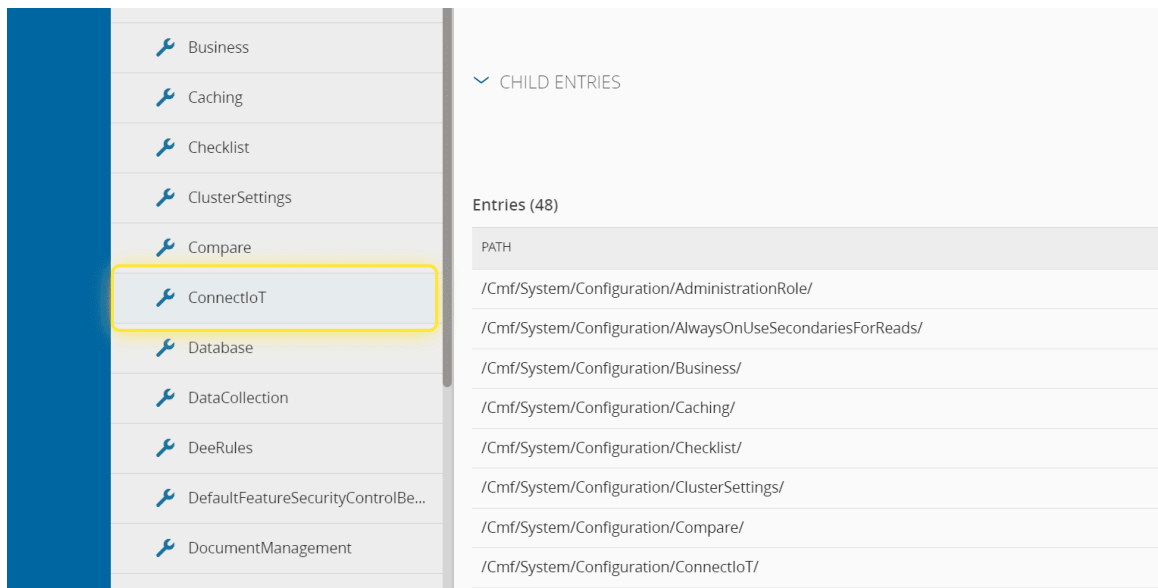 Business
Caching
Checklist
ClusterSettings
Compare
ConnectIoT
Database
DataCollection
DeeRules
DefaultFeatureSecurityControlBe...
DocumentManagement
CHILD ENTRIES
Entries (48)
PATH
/Cmf/System/Configuration/AdministrationRole/
/Cmf/System/Configuration/AlwaysOnUseSecondariesForReads/
/Cmf/System/Configuration/Business/
/Cmf/System/Configuration/Caching/
/Cmf/System/Configuration/Checklist/
/Cmf/System/Configuration/ClusterSettings/
/Cmf/System/Configuration/Compare/
/Cmf/System/Configuration/ConnectIoT/